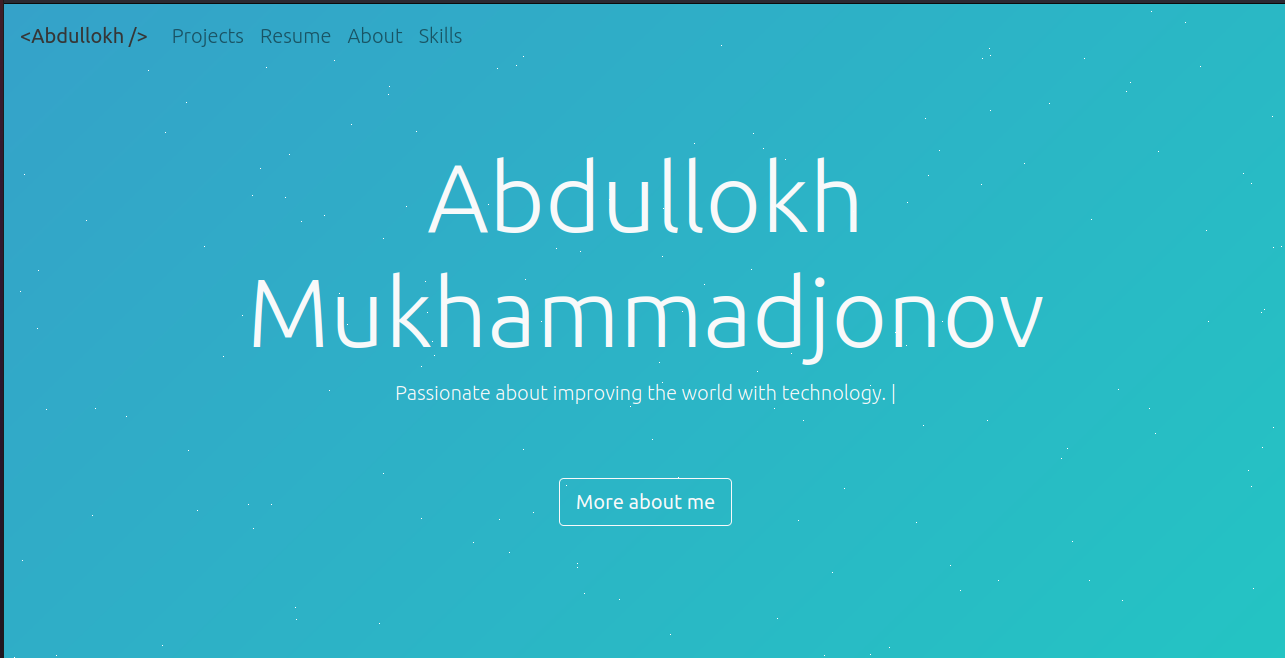 <Abdullokh /> Projects Resume About Skills
Abdullokh
Mukhammadjonov
Passionate about improving the world with technology. |
More about me